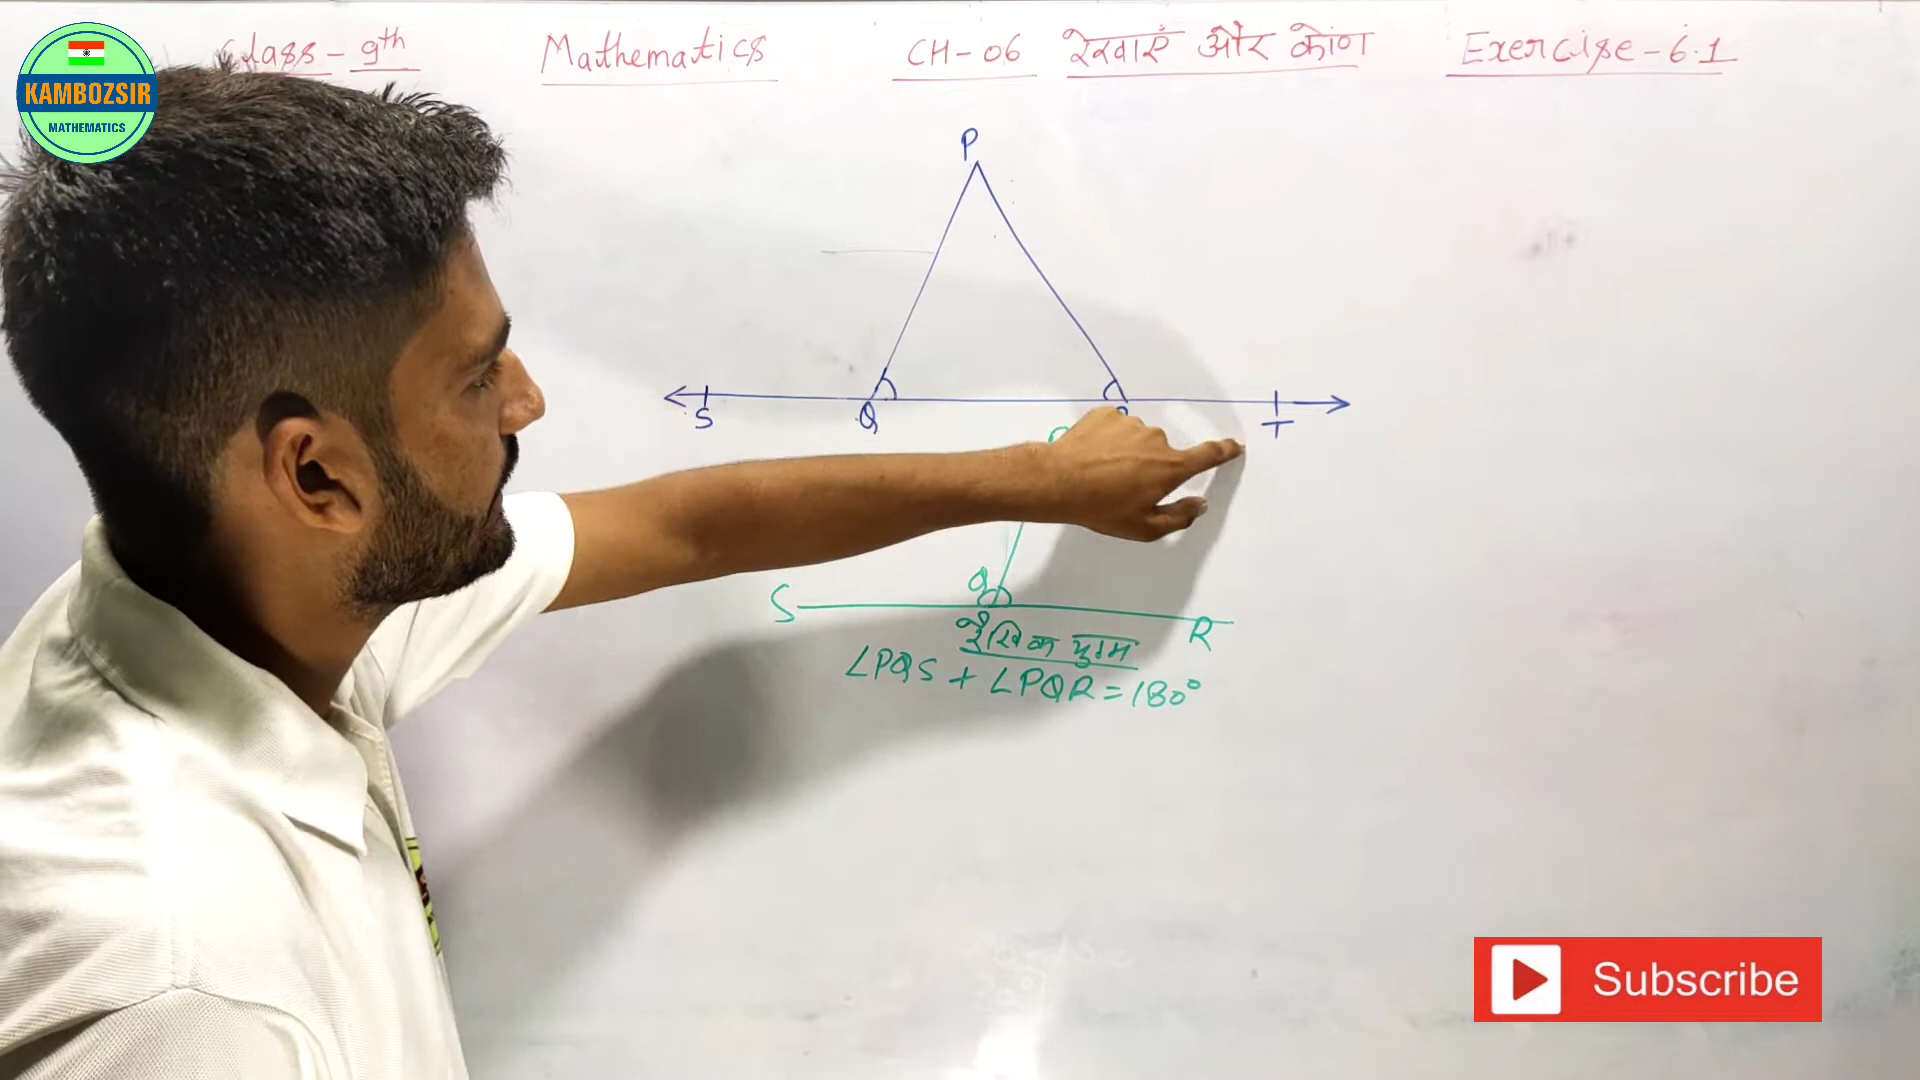 Class - 9th Mathematics CH-06 रेखाएँ और कोण Exercise - 6.1
KAMBOZSIR
MATHEMATICS
P
S Q T
Q
S R
रैखिक युग्म
∠PQS + ∠PQR = 180°
Subscribe